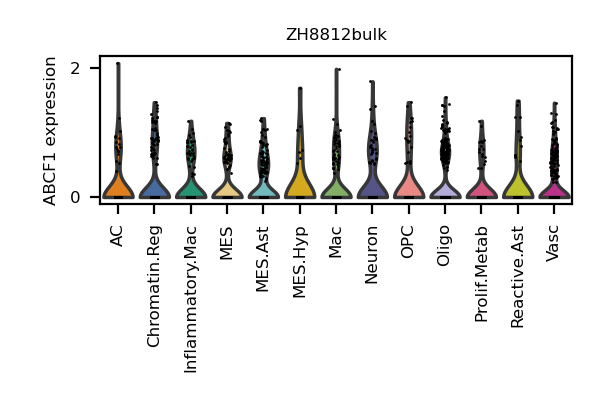 ZH8812bulk
ABCF1 expression
2
0
AC
Chromatin.Reg
Inflammatory.Mac
MES
MES.Ast
MES.Hyp
Mac
Neuron
OPC
Oligo
Prolif.Metab
Reactive.Ast
Vasc